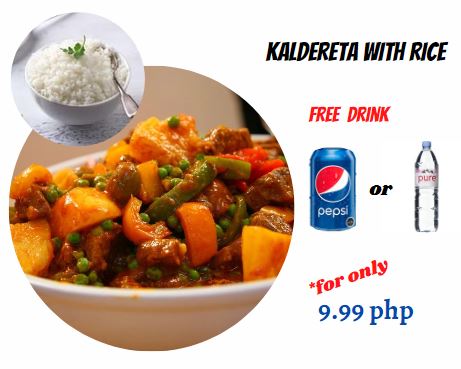 KALDERETA WITH RICE
FREE DRINK
pepsi
or
pure
*for only
9.99 php